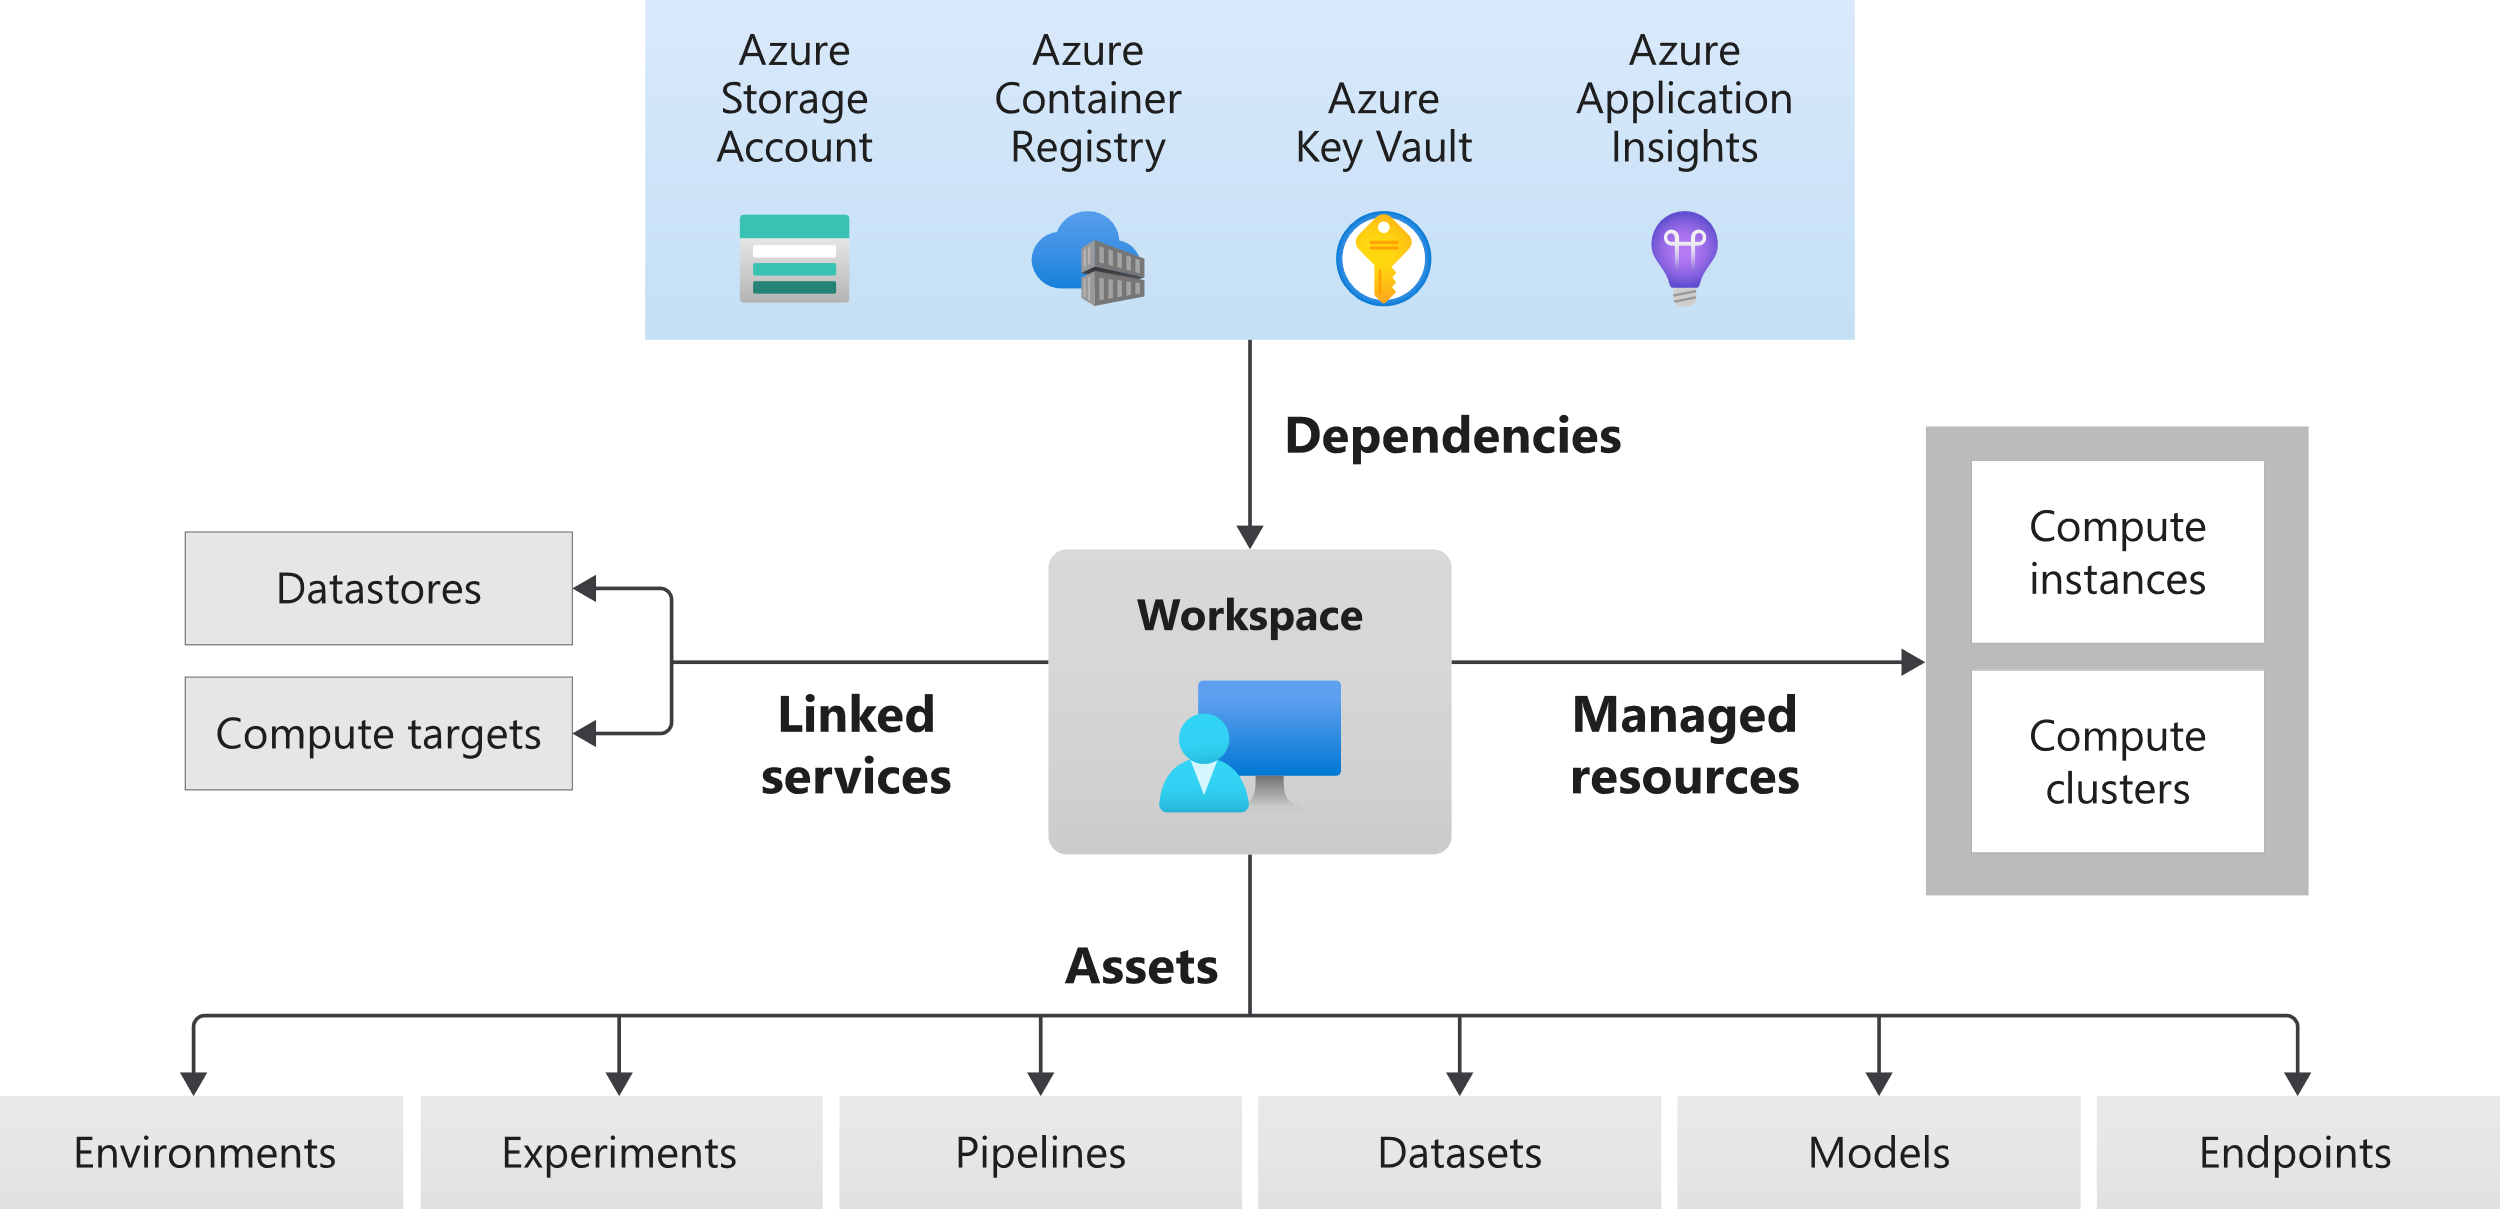 Azure
Storage
Account
Azure
Container
Registry
Azure
Key Vault
Azure
Application
Insights
Dependencies
Datastores
Compute targets
Linked
services
Workspace
Managed
resources
Compute
instances
Compute
clusters
Assets
Environments
Experiments
Pipelines
Datasets
Models
Endpoints